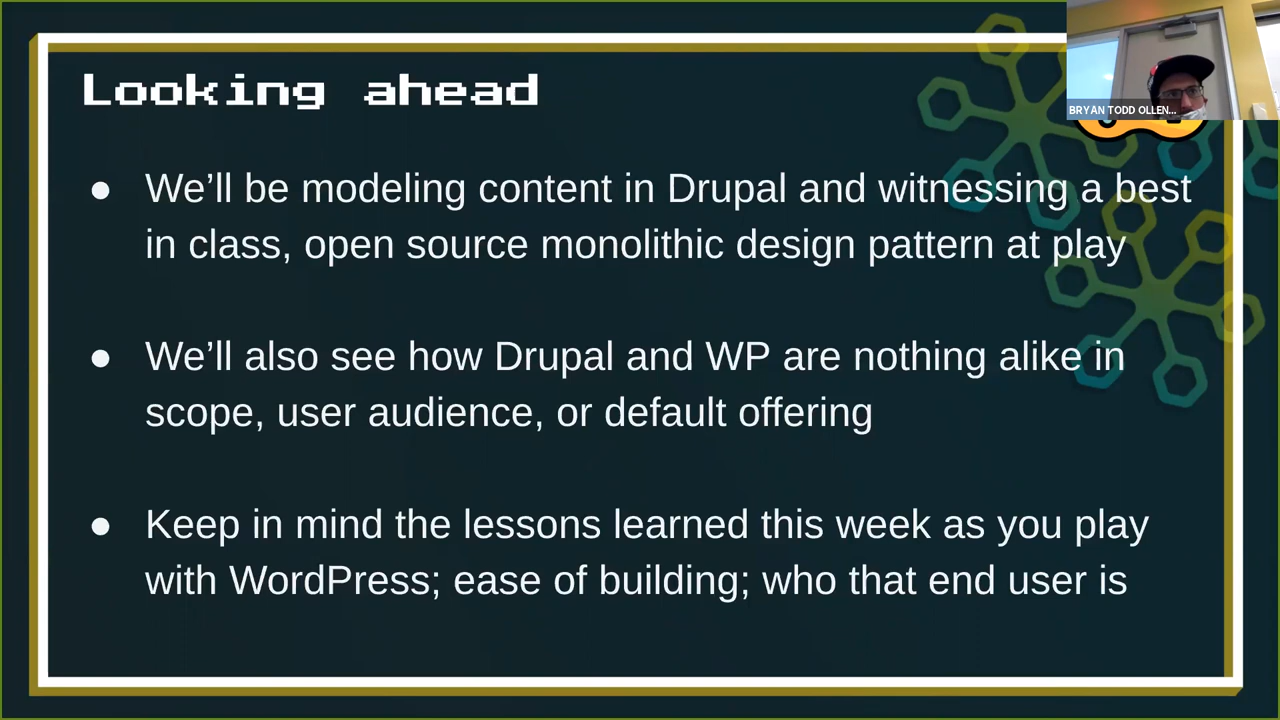 Looking ahead
BRYAN TODD OLLEN...
● We’ll be modeling content in Drupal and witnessing a best
in class, open source monolithic design pattern at play
● We’ll also see how Drupal and WP are nothing alike in
scope, user audience, or default offering
● Keep in mind the lessons learned this week as you play
with WordPress; ease of building; who that end user is